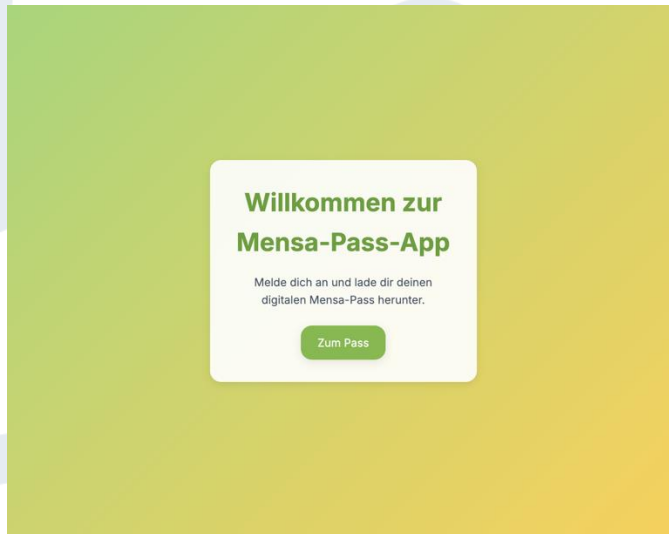 Willkommen zur
Mensa-Pass-App
Melde dich an und lade dir deinen
digitalen Mensa-Pass herunter.
Zum Pass